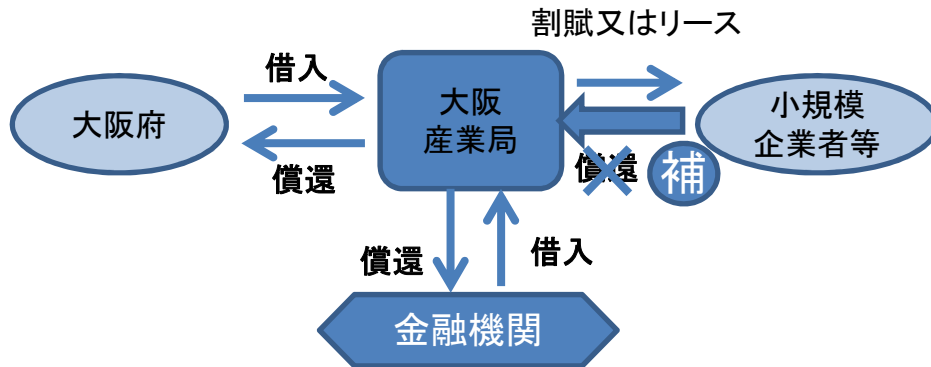 割賦又はリース
借入
大阪府
大阪
産業局
小規模
企業者等
償還
償還
補
償還
借入
金融機関